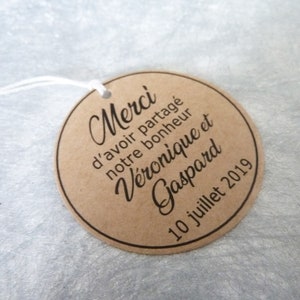 Merci
d'avoir partagé
notre bonheur
Véronique et
Gaspard
10 juillet 2019